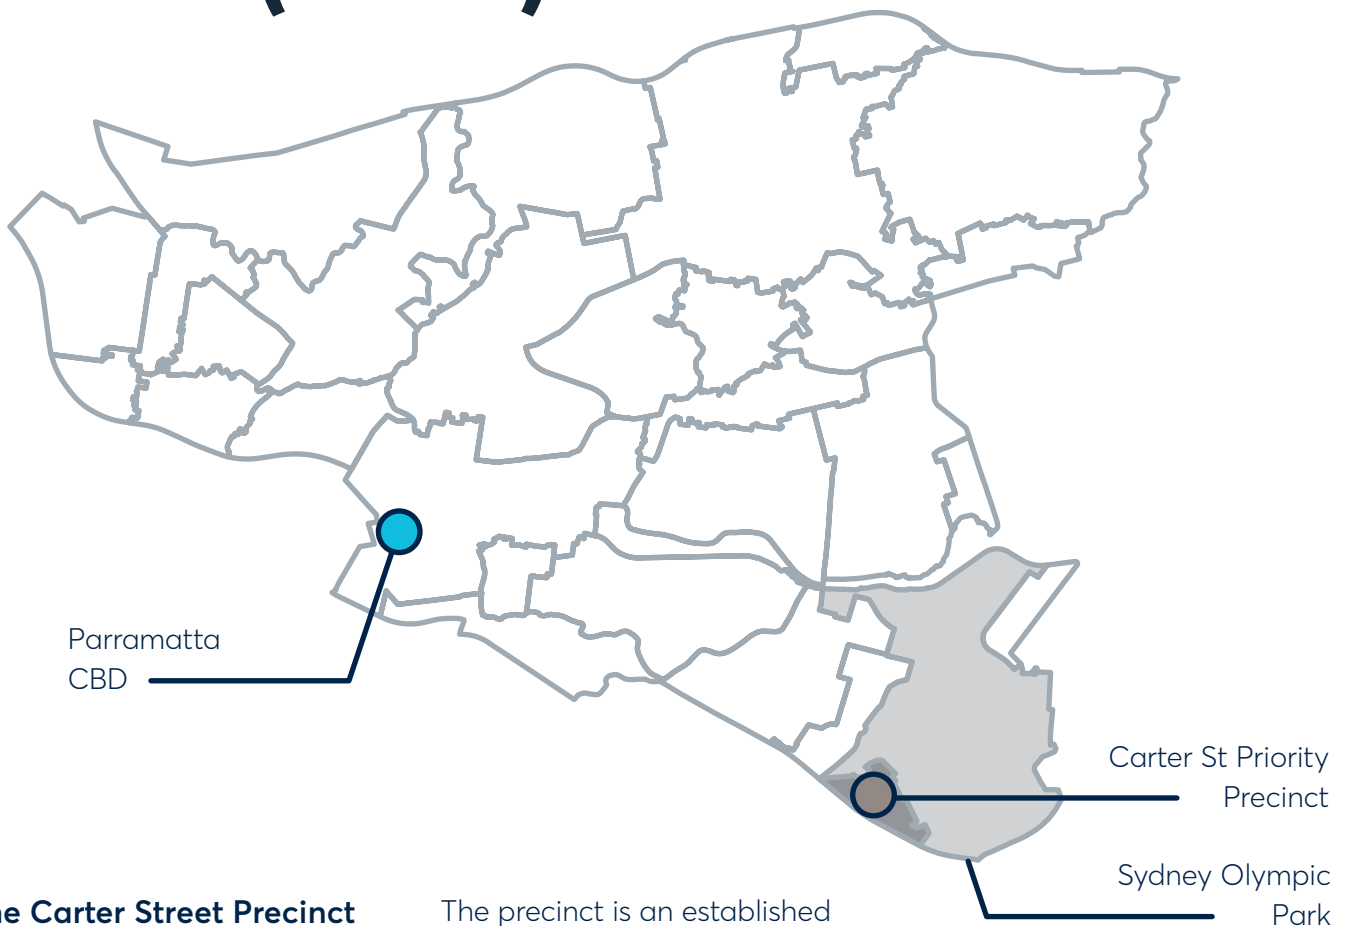 Parramatta
CBD
Carter St Priority
Precinct
Sydney Olympic
Park
Carter Street Precinct
The precinct is an established